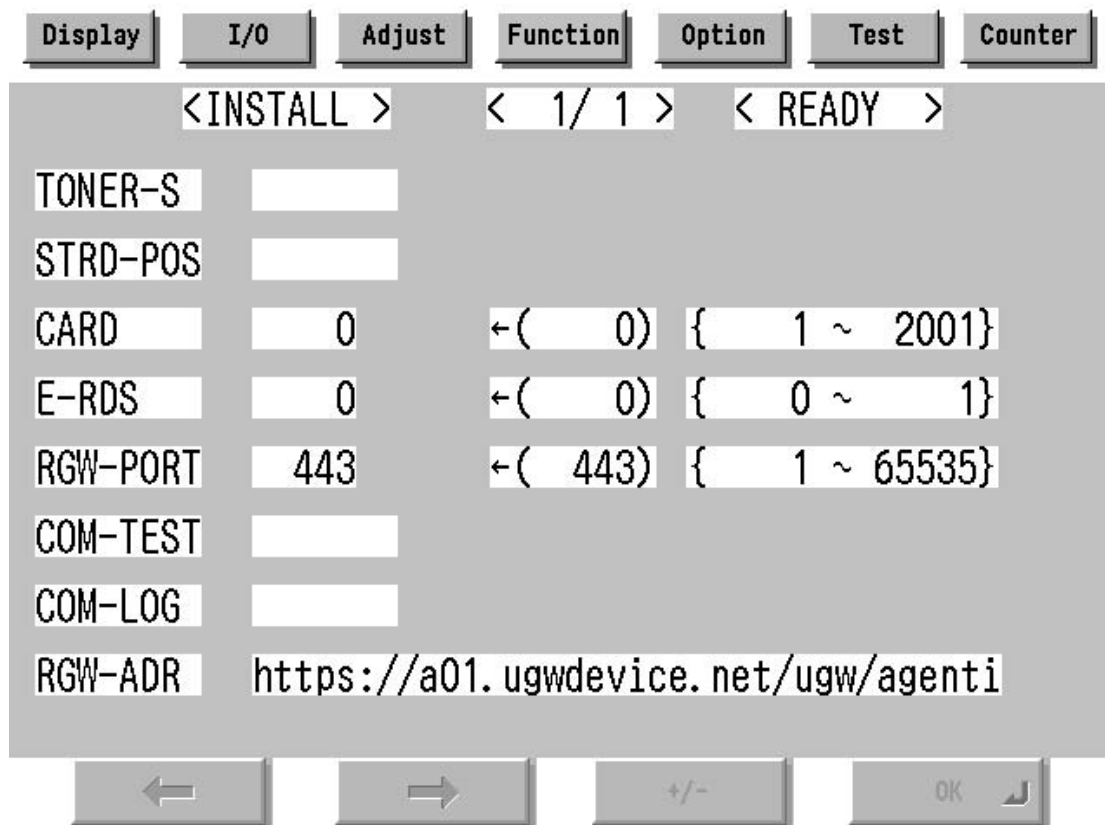 Display I/O Adjust Function Option Test Counter
<INSTALL > < 1/ 1 > < READY >
TONER-S
STRD-POS
CARD 0 ←( 0) { 1 ~ 2001}
E-RDS 0 ←( 0) { 0 ~ 1}
RGW-PORT 443 ←( 443) { 1 ~ 65535}
COM-TEST
COM-LOG
RGW-ADR https://a01.ugwdevice.net/ugw/agenti
+/- OK